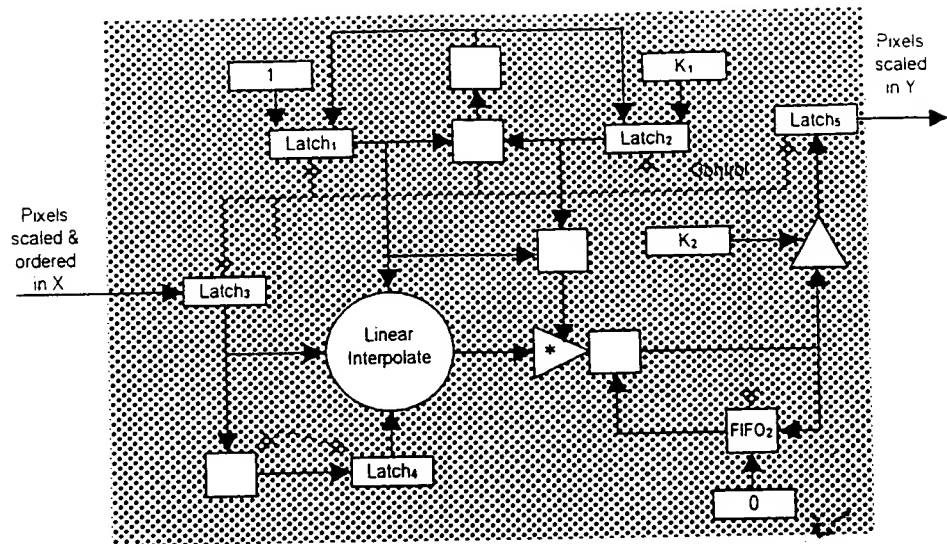 Pixels
scaled
in Y
1
K₁
Latch₁
Latch₂
Latch₅
Control
Pixels
scaled &
ordered
in X
K₂
Latch₃
Linear
Interpolate
*
FIFO₂
Latch₄
0